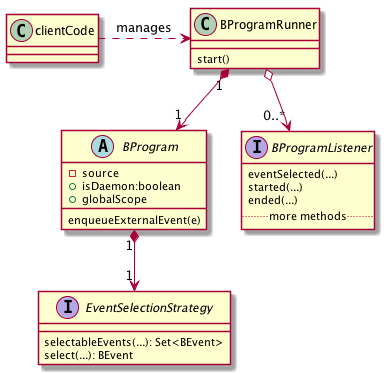 C clientCode
manages
C BProgramRunner
start()
1
1
0..*
A BProgram
source
isDaemon:boolean
globalScope
enqueueExternalEvent(e)
I BProgramListener
eventSelected(...)
started(...)
ended(...)
more methods
1
1
I EventSelectionStrategy
selectableEvents(...): Set<BEvent>
select(...): BEvent